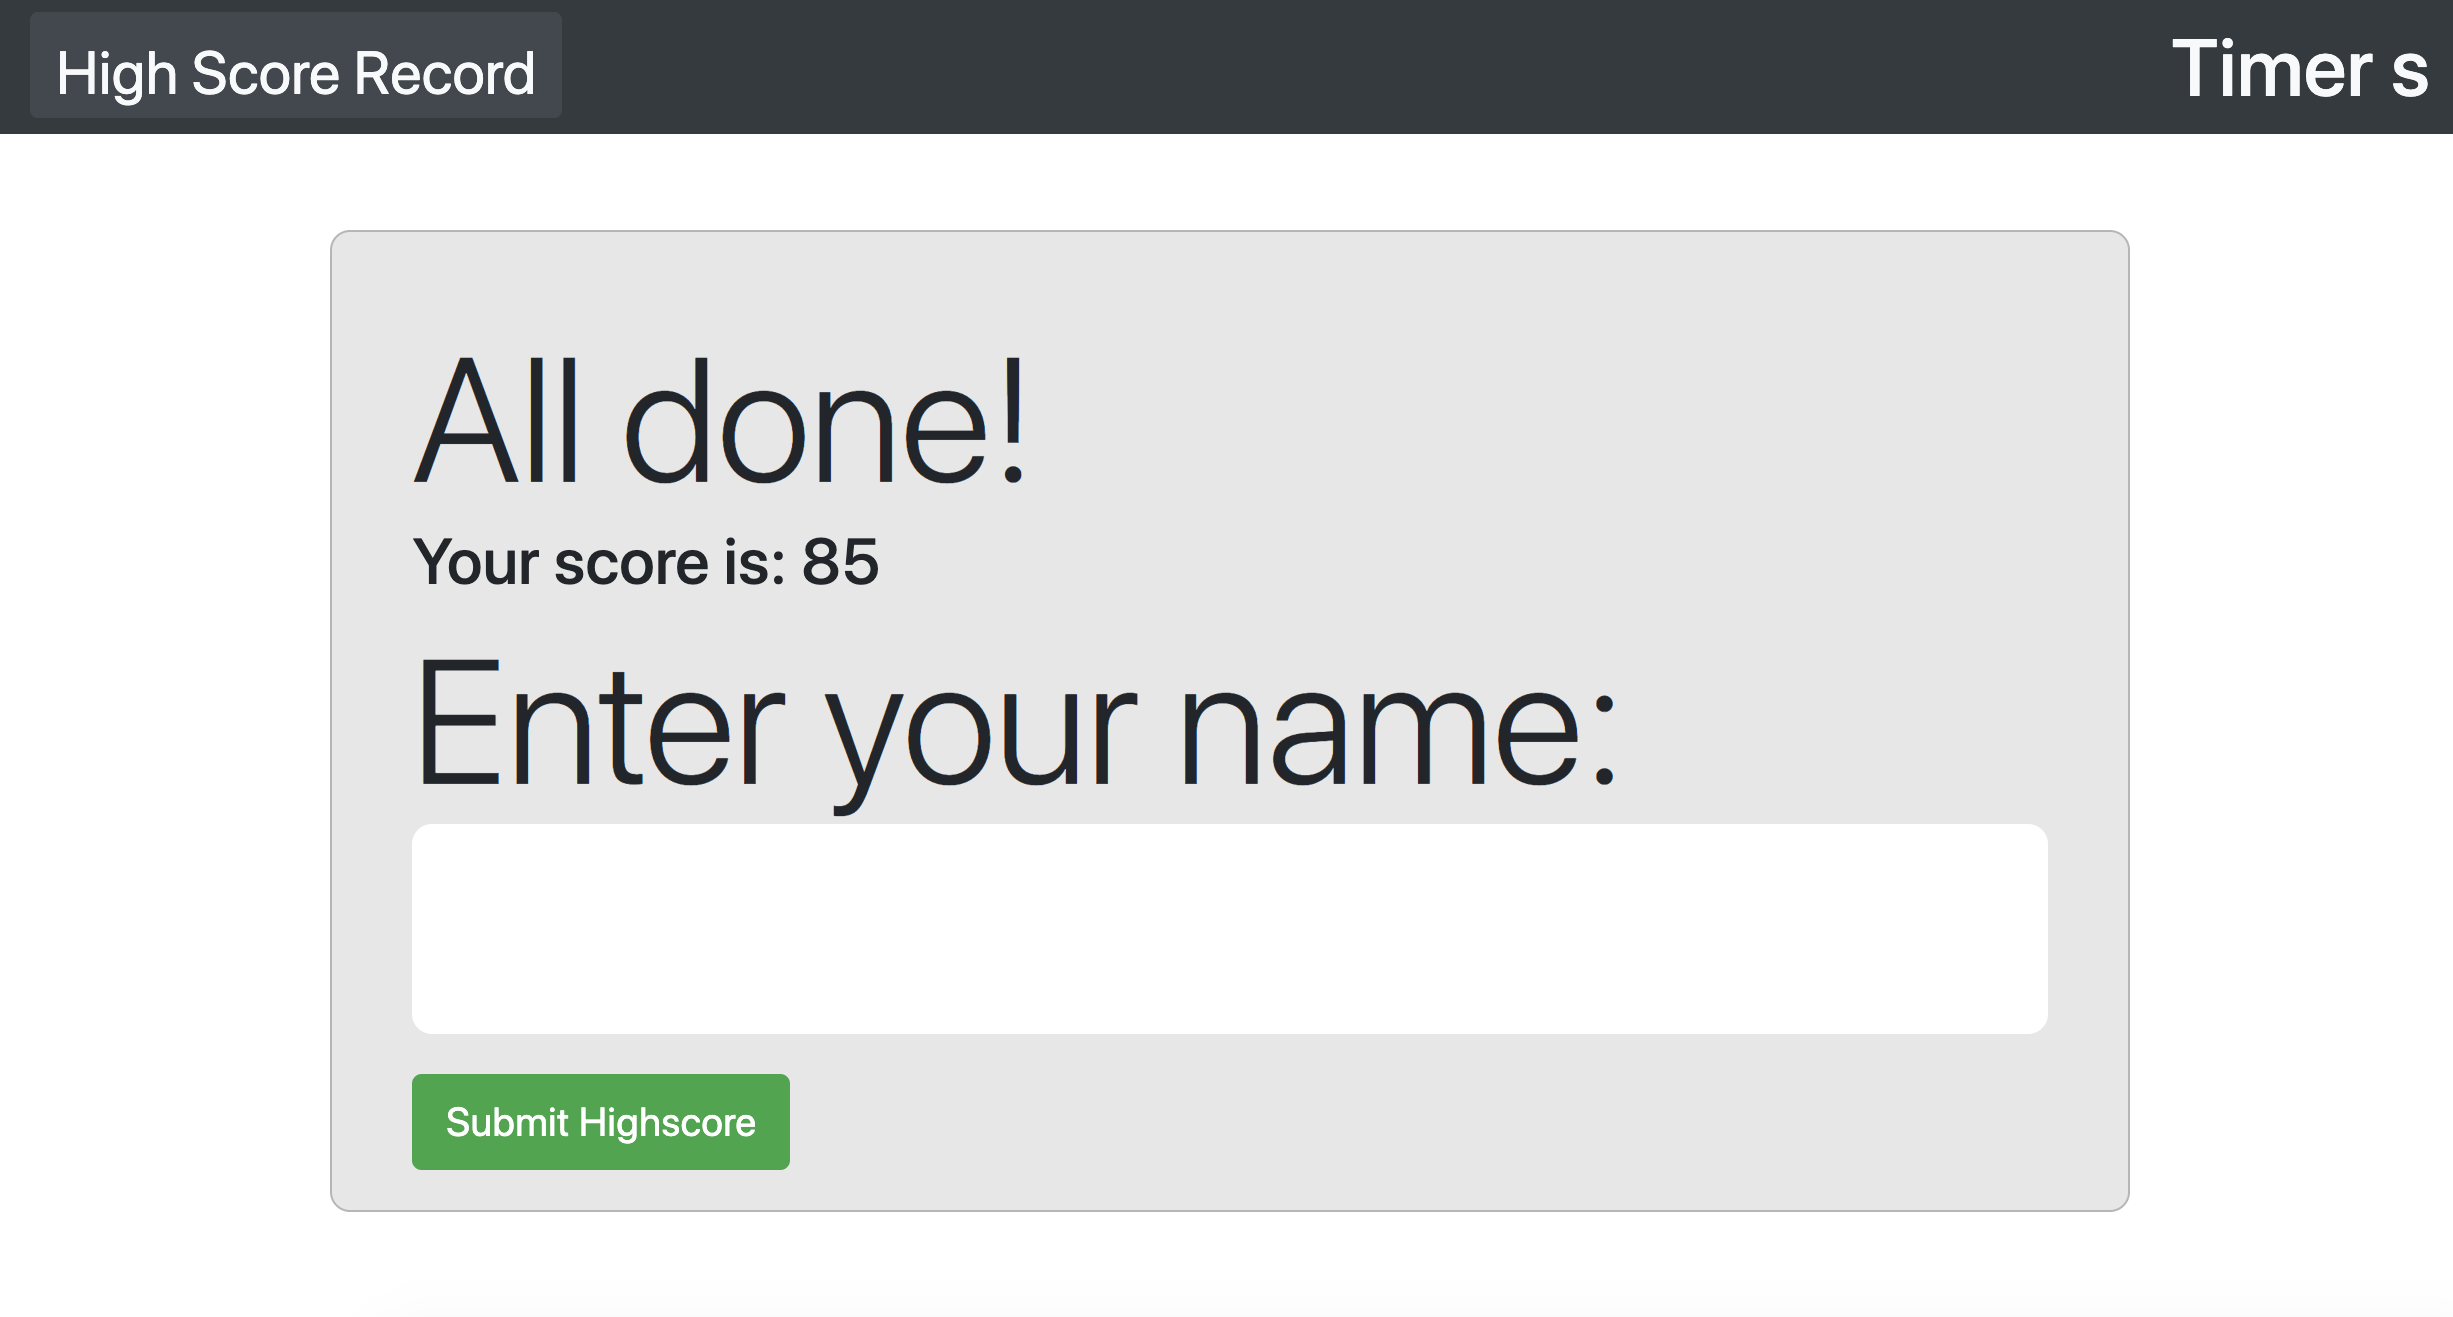 High Score Record
Timer s
All done!
Your score is: 85
Enter your name:
Submit Highscore